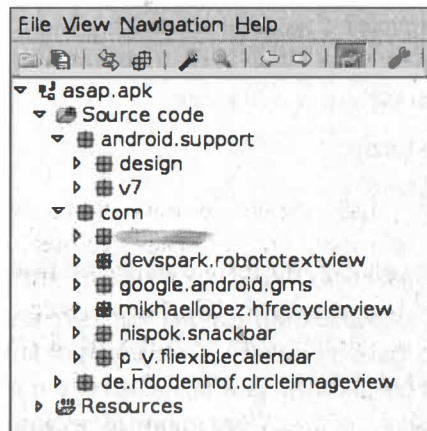 File View Navigation Help
asap.apk
Source code
android.support
design
v7
com
devspark.robototextview
google.android.gms
mikhaellopez.hfrecyclerview
nispok.snackbar
p_v.fliexiblecalendar
de.hdodenhof.circleimageview
Resources